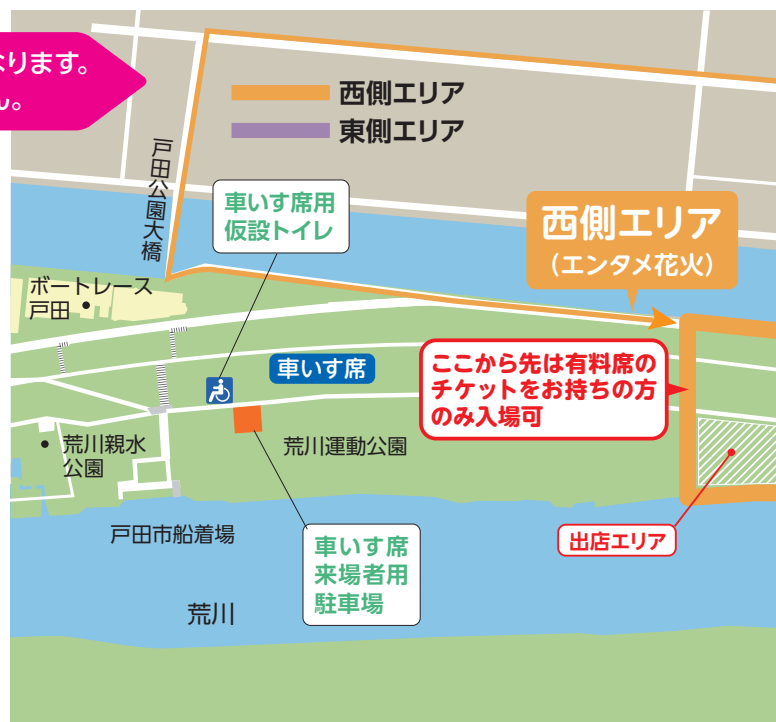 なります。
ん。
西側エリア
東側エリア
戸田公園大橋
車いす席用
仮設トイレ
西側エリア
（エンタメ花火）
ボートレース
戸田
車いす席
ここから先は有料席の
チケットをお持ちの方
のみ入場可
荒川親水
公園
荒川運動公園
戸田市船着場
車いす席
来場者用
駐車場
出店エリア
荒川